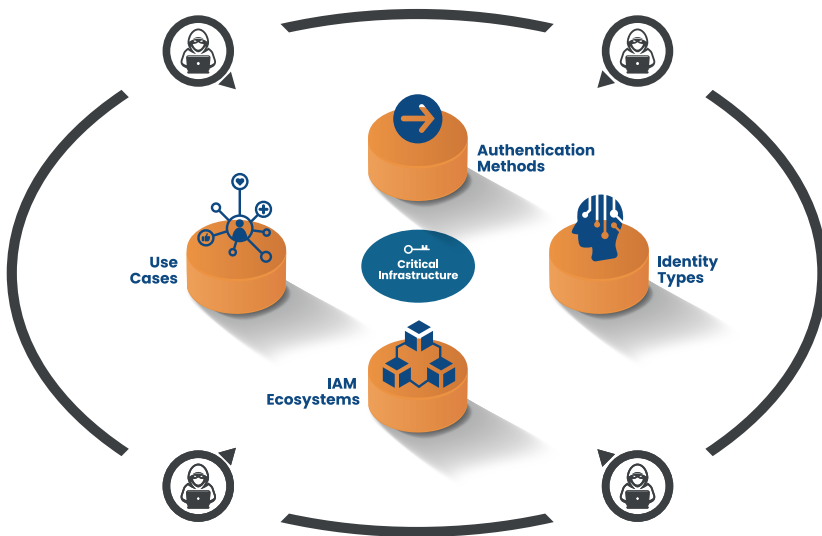 Authentication
Methods
Use
Cases
Critical
Infrastructure
Identity
Types
IAM
Ecosystems